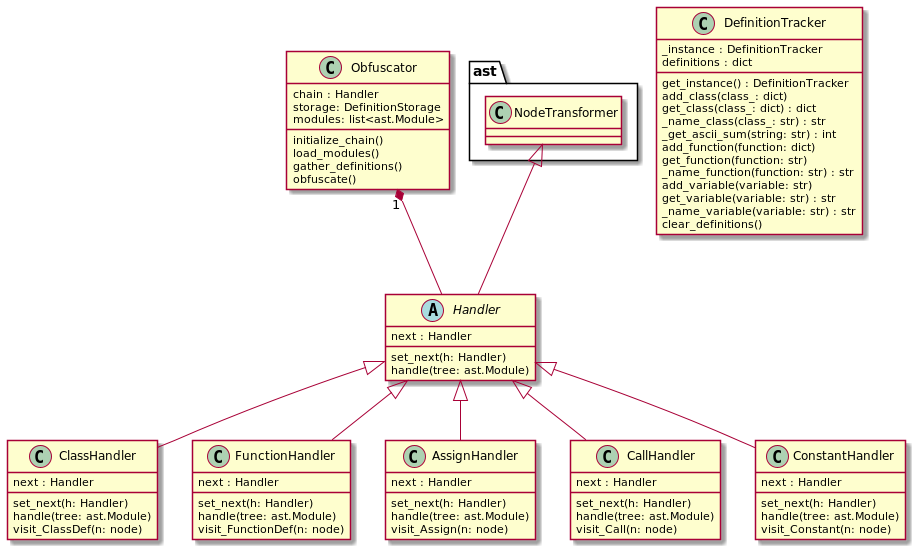 C Obfuscator
chain : Handler
storage: DefinitionStorage
modules: list<ast.Module>
initialize_chain()
load_modules()
gather_definitions()
obfuscate()
1
ast
C NodeTransformer
C DefinitionTracker
_instance : DefinitionTracker
definitions : dict
get_instance() : DefinitionTracker
add_class(class_: dict)
get_class(class_: dict) : dict
_name_class(class_: str) : str
_get_ascii_sum(string: str) : int
add_function(function: dict)
get_function(function: str)
_name_function(function: str) : str
add_variable(variable: str)
get_variable(variable: str) : str
_name_variable(variable: str) : str
clear_definitions()
A Handler
next : Handler
set_next(h: Handler)
handle(tree: ast.Module)
C ClassHandler
next : Handler
set_next(h: Handler)
handle(tree: ast.Module)
visit_ClassDef(n: node)
C FunctionHandler
next : Handler
set_next(h: Handler)
handle(tree: ast.Module)
visit_FunctionDef(n: node)
C AssignHandler
next : Handler
set_next(h: Handler)
handle(tree: ast.Module)
visit_Assign(n: node)
C CallHandler
next : Handler
set_next(h: Handler)
handle(tree: ast.Module)
visit_Call(n: node)
C ConstantHandler
next : Handler
set_next(h: Handler)
handle(tree: ast.Module)
visit_Constant(n: node)